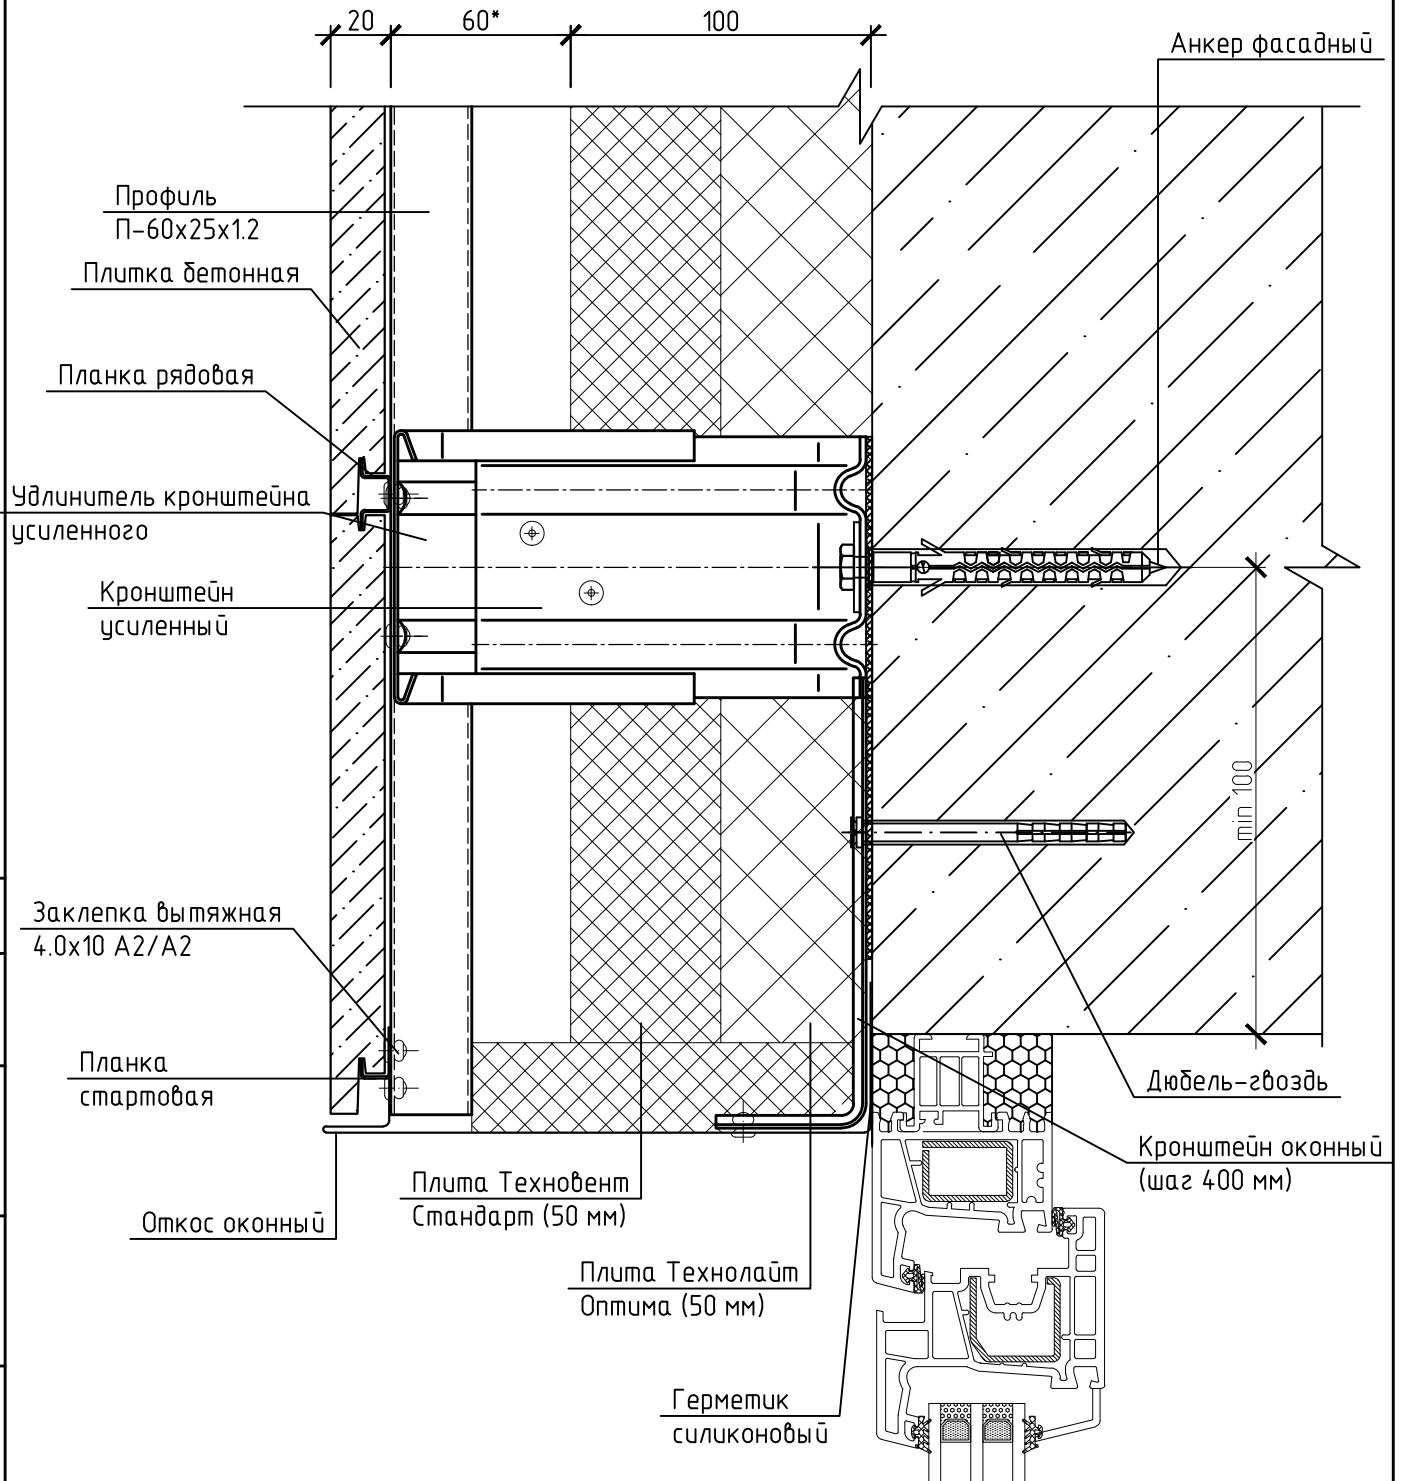 20
60*
100
Анкер фасадный
Профиль
П-60х25х1.2
Плитка бетонная
Планка рядовая
Удлинитель кронштейна
усиленного
Кронштейн
усиленный
min 100
Заклепка вытяжная
4.0х10 А2/А2
Планка
стартовая
Дюбель-гвоздь
Кронштейн оконный
(шаг 400 мм)
Плита Техновент
Стандарт (50 мм)
Откос оконный
Плита Технолайт
Оптима (50 мм)
Герметик
силиконовый